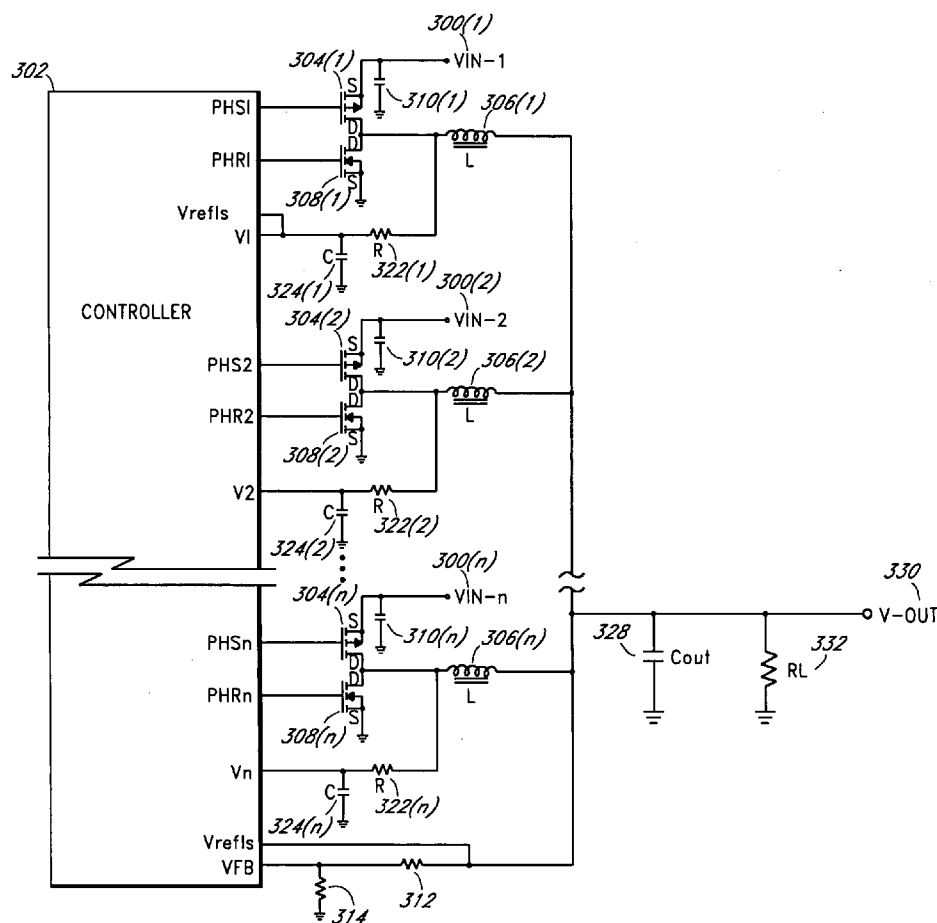 300(1)
304(1)
VIN-1
302
S
310(1)
306(1)
PHS1
D
D
L
PHR1
S
308(1)
Vrefls
V1
R
C
322(1)
324(1)
300(2)
CONTROLLER
304(2)
VIN-2
S
310(2)
306(2)
PHS2
D
D
L
PHR2
S
308(2)
V2
R
C
322(2)
324(2)
300(n)
304(n)
VIN-n
330
V-OUT
S
310(n)
306(n)
328
Cout
332
RL
PHSn
D
D
L
PHRn
S
308(n)
Vn
R
C
322(n)
324(n)
Vrefls
VFB
312
314